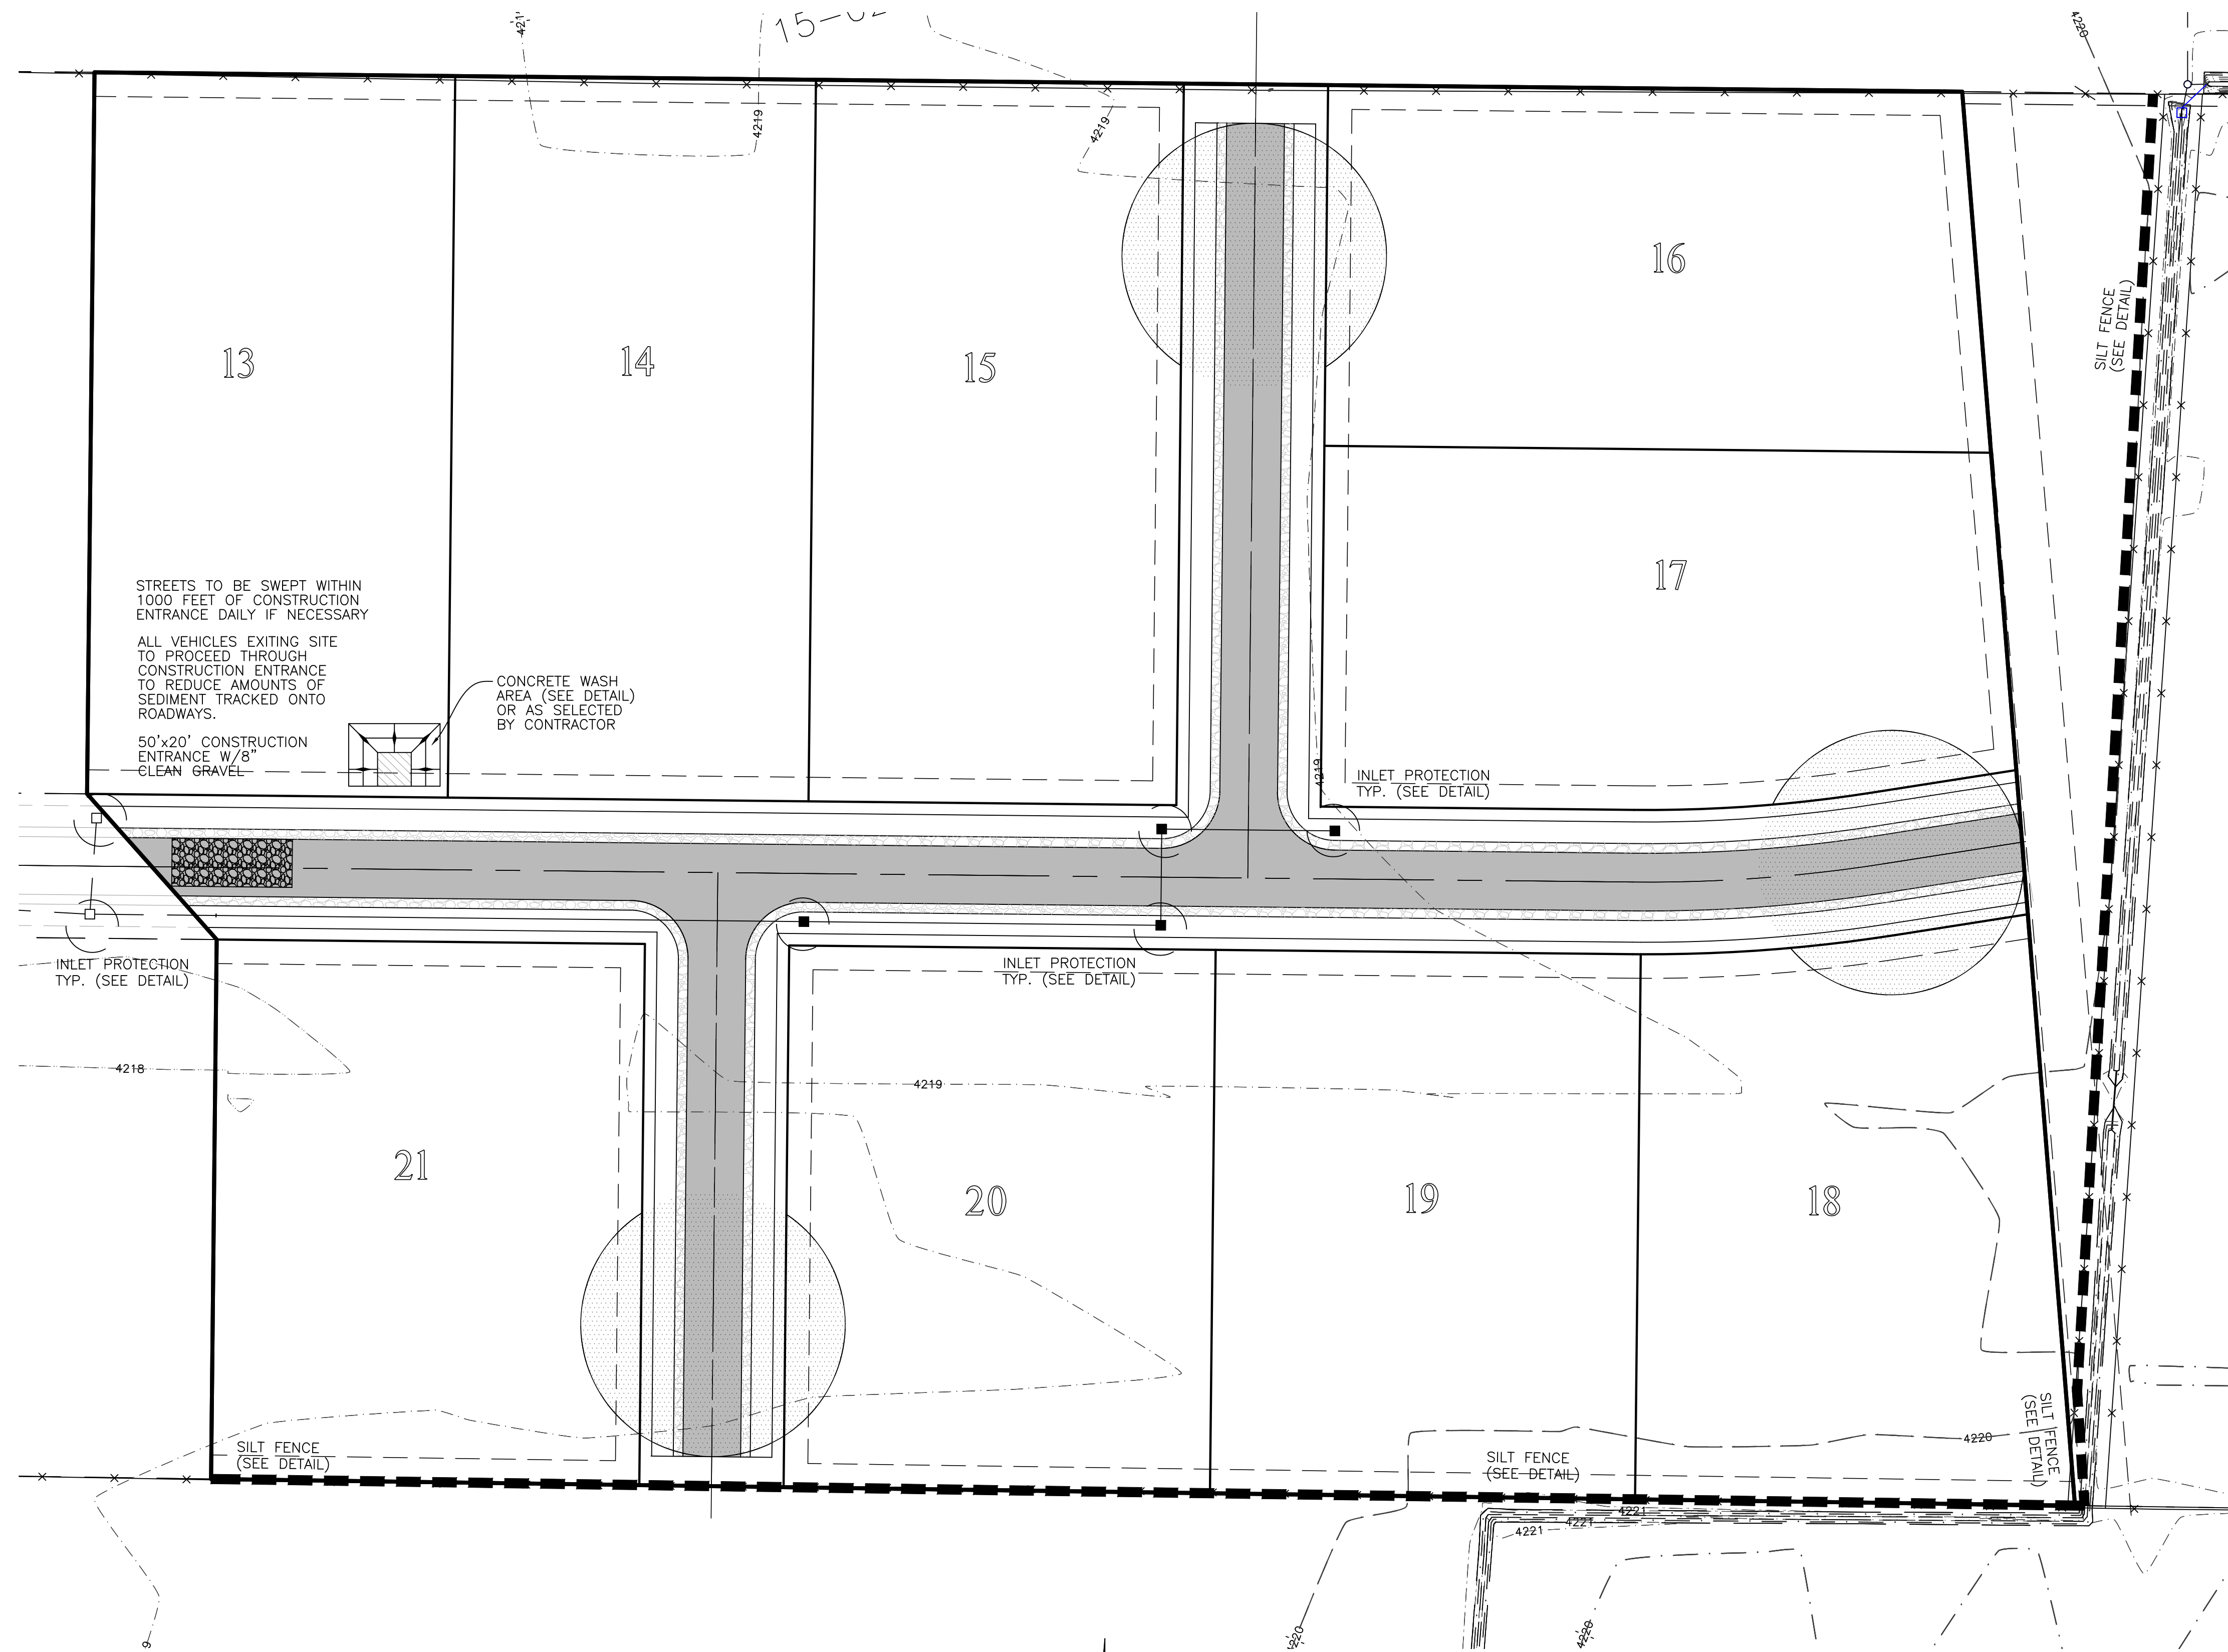 4219
4219
4220
16
13
14
15
SILT FENCE
(SEE DETAIL)
17
STREETS TO BE SWEPT WITHIN
1000 FEET OF CONSTRUCTION
ENTRANCE DAILY IF NECESSARY
ALL VEHICLES EXITING SITE
TO PROCEED THROUGH
CONSTRUCTION ENTRANCE
TO REDUCE AMOUNTS OF
SEDIMENT TRACKED ONTO
ROADWAYS.
50'x20' CONSTRUCTION
ENTRANCE W/8"
CLEAN GRAVEL
CONCRETE WASH
AREA (SEE DETAIL)
OR AS SELECTED
BY CONTRACTOR
4219
INLET PROTECTION
TYP. (SEE DETAIL)
INLET PROTECTION
TYP. (SEE DETAIL)
INLET PROTECTION
TYP. (SEE DETAIL)
4218
4219
21
20
19
18
SILT FENCE
(SEE DETAIL)
SILT FENCE
(SEE DETAIL)
4220
SILT FENCE
(SEE DETAIL)
4221
4221
4221
4220
4220